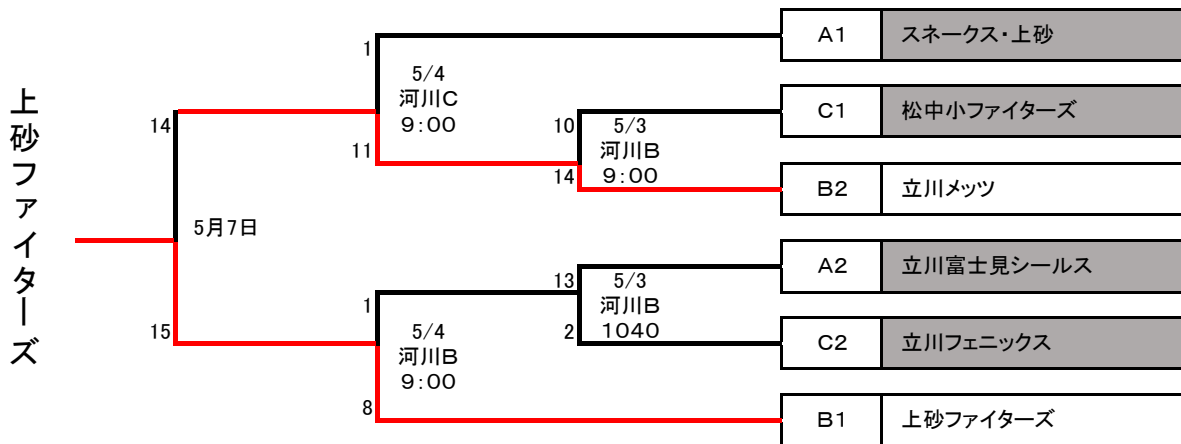 上砂ファイターズ
A1 スネークス・上砂
1
5/4
河川C
9:00
11
C1 松中小ファイターズ
10
5/3
河川B
9:00
14
B2 立川メッツ
14
5月7日
15
A2 立川富士見シールス
13
5/3
河川B
1040
2
C2 立川フェニックス
1
5/4
河川B
9:00
8
B1 上砂ファイターズ